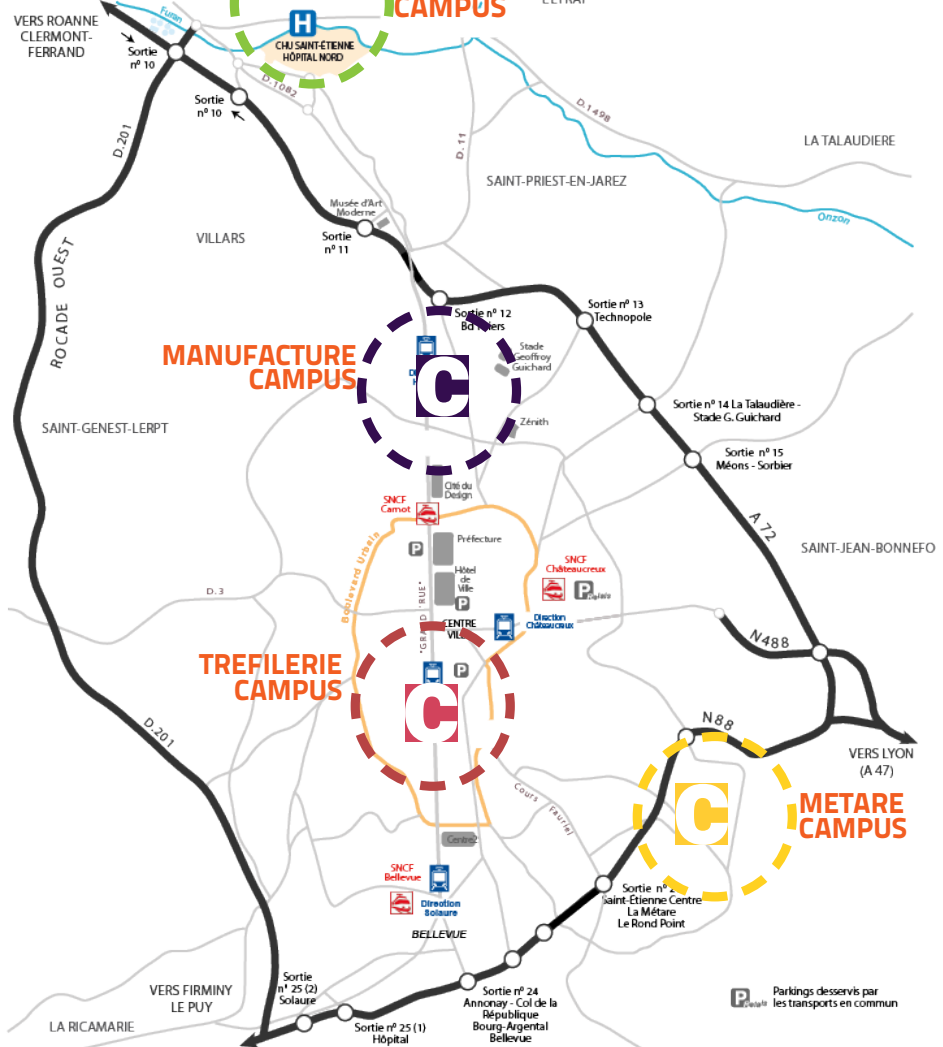 CAMPUS
VERS ROANNE
CLERMONT-
FERRAND
Furan
Sortie
n° 10
H
CHU SAINT-ÉTIENNE
HÔPITAL NORD
D.1082
Sortie
n° 10
D.201
D.11
D.1498
LA TALAUDIERE
SAINT-PRIEST-EN-JAREZ
Onzon
Musée d'Art
Moderne
VILLARS
Sortie
n° 11
ROCADE OUEST
Sortie n° 12
Sortie n° 13
Technopole
MANUFACTURE
CAMPUS
C
Stade
Geoffroy
Guichard
Sortie n° 14 La Talaudière -
Stade G. Guichard
Zénith
SAINT-GENEST-LERPT
Sortie n° 15
Méons - Sorbier
Cité du
Design
SNCF
Carnot
A 72
Boulevard Urbain
P
Préfecture
SAINT-JEAN-BONNEFO
SNCF
Châteaucreux
P Relais
Hôtel
de
Ville
P
D.3
"GRAND 'RUE"
CENTRE
Direction
Châteaucreux
N488
TREFILERIE
CAMPUS
P
C
D.201
N88
VERS LYON
(A 47)
METARE
CAMPUS
C
Cours Fauriel
Centre2
SNCF
Bellevue
Direction
Solaure
BELLEVUE
Sortie n°
Saint-Etienne Centre
La Métare
Le Rond Point
Sortie
n° 25 (2)
Solaure
VERS FIRMINY
LE PUY
Sortie n° 24
Annonay - Col de la
République
Bourg-Argental
Bellevue
P Relais
Parkings desservis par
les transports en commun
LA RICAMARIE
Sortie n° 25 (1)
Hôpital